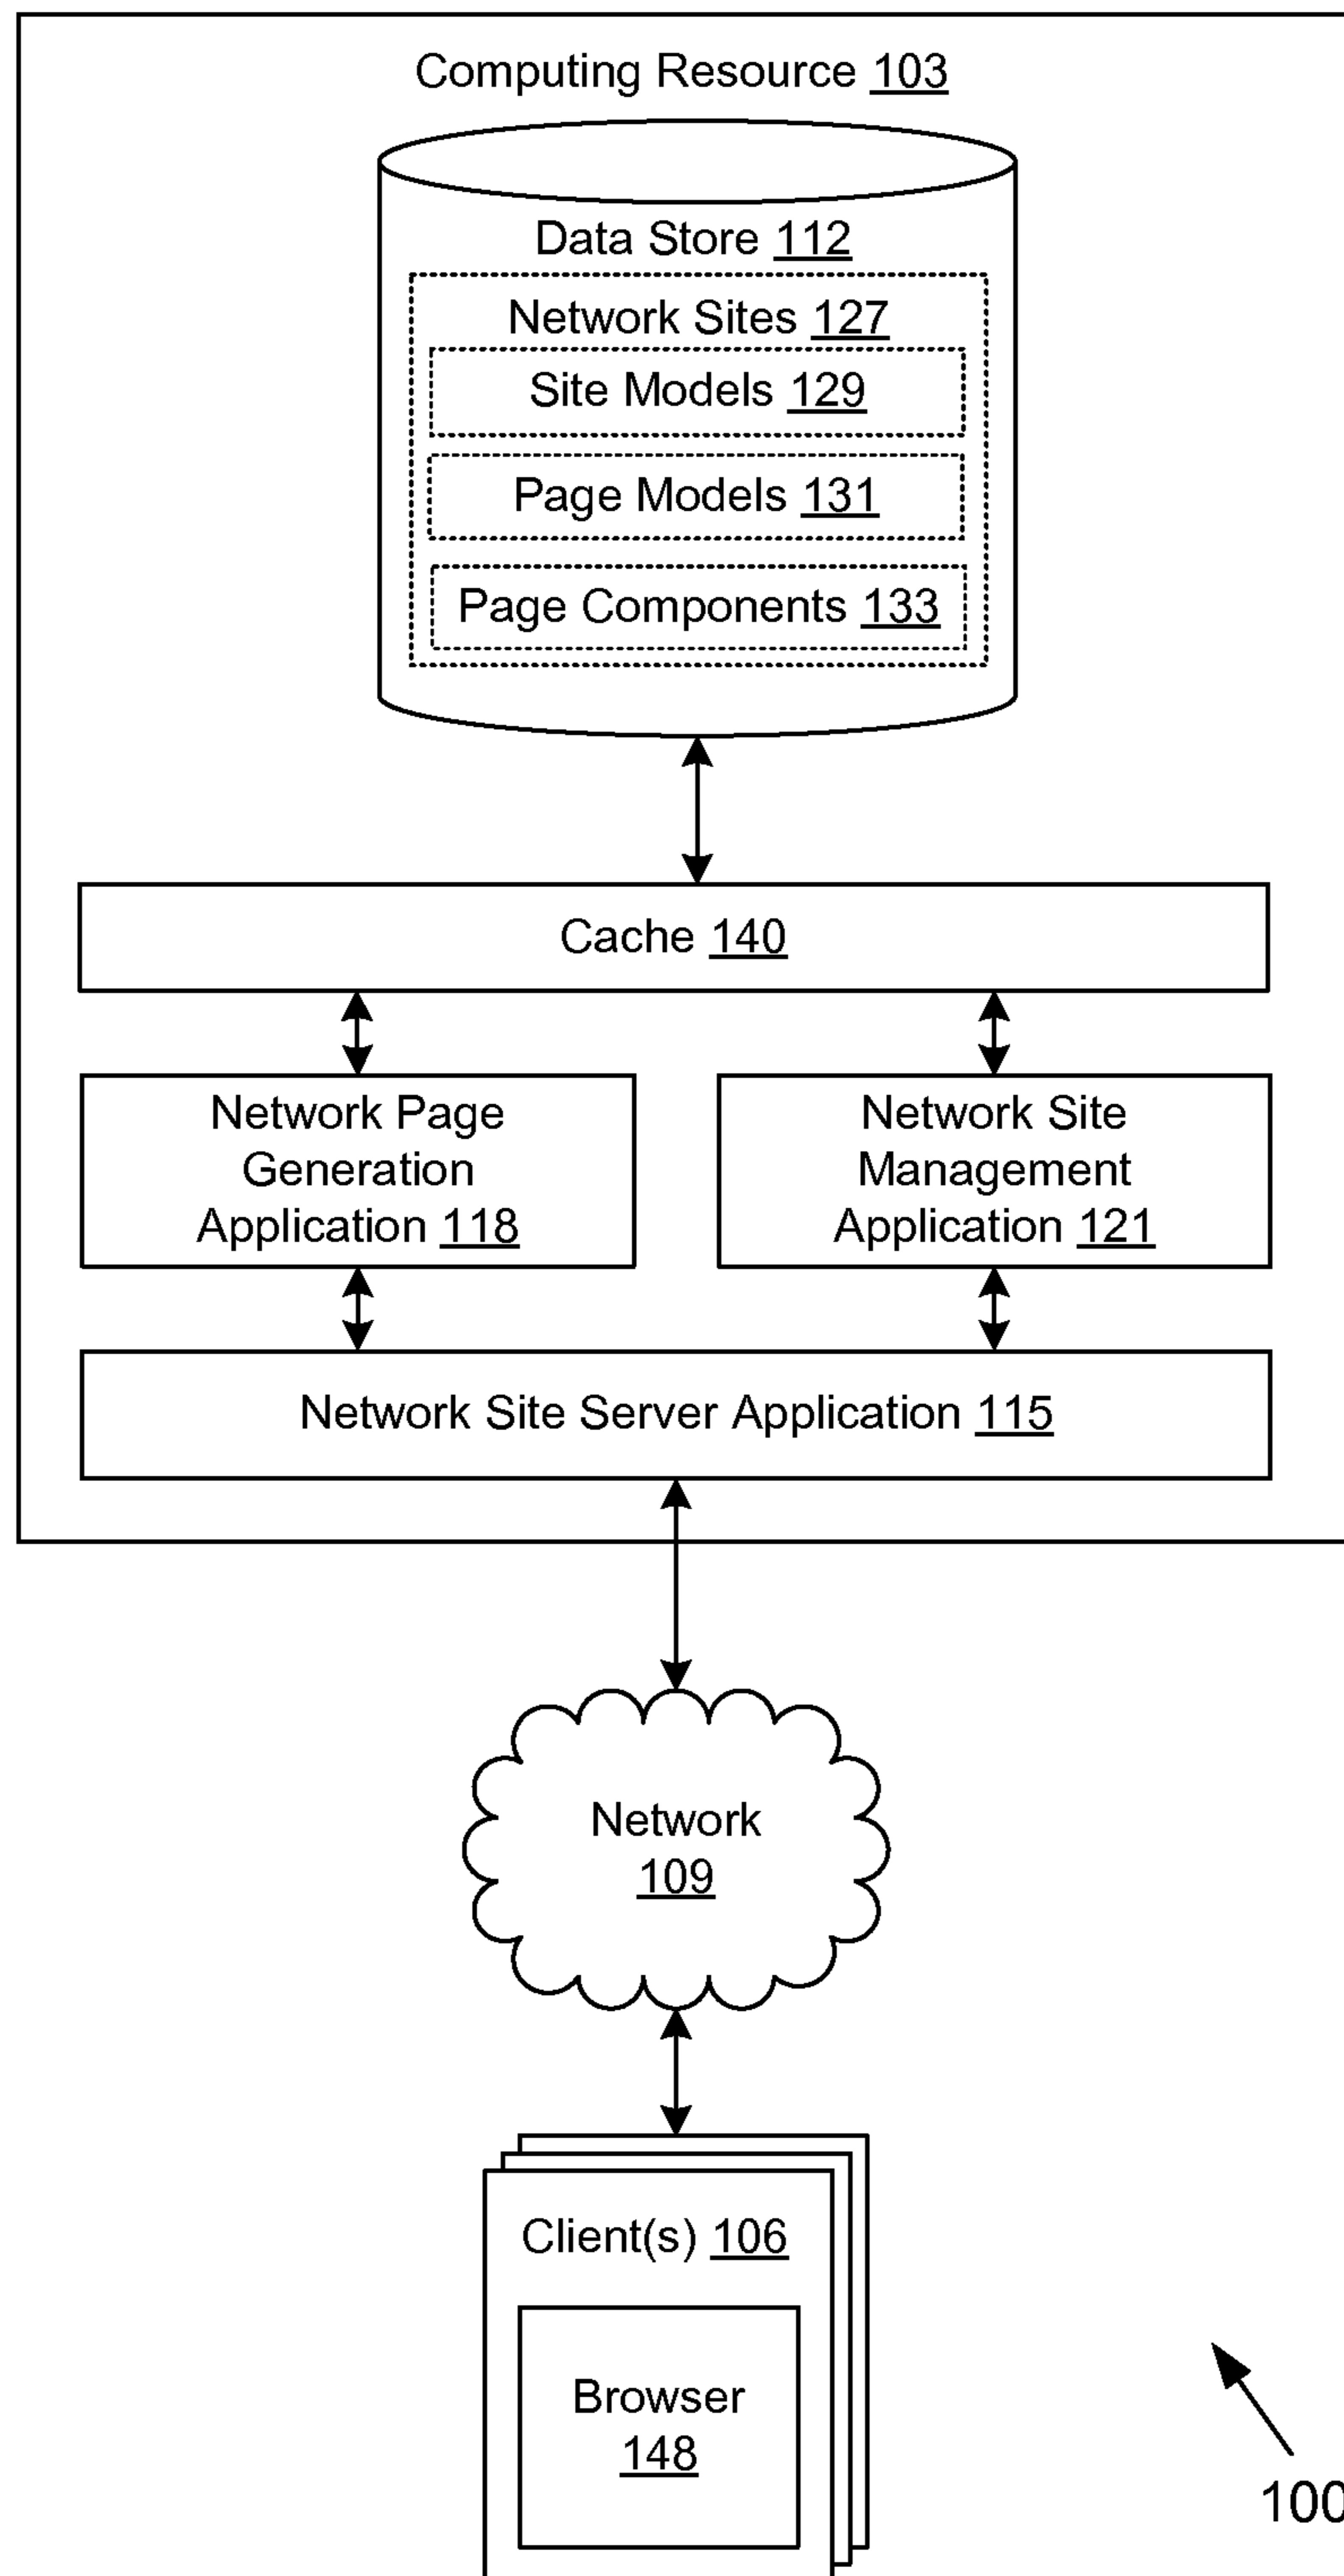 Computing Resource 103
Data Store 112
Network Sites 127
Site Models 129
Page Models 131
Page Components 133
Cache 140
Network Page
Generation
Application 118
Network Site
Management
Application 121
Network Site Server Application 115
Network
109
Client(s) 106
Browser
148
100